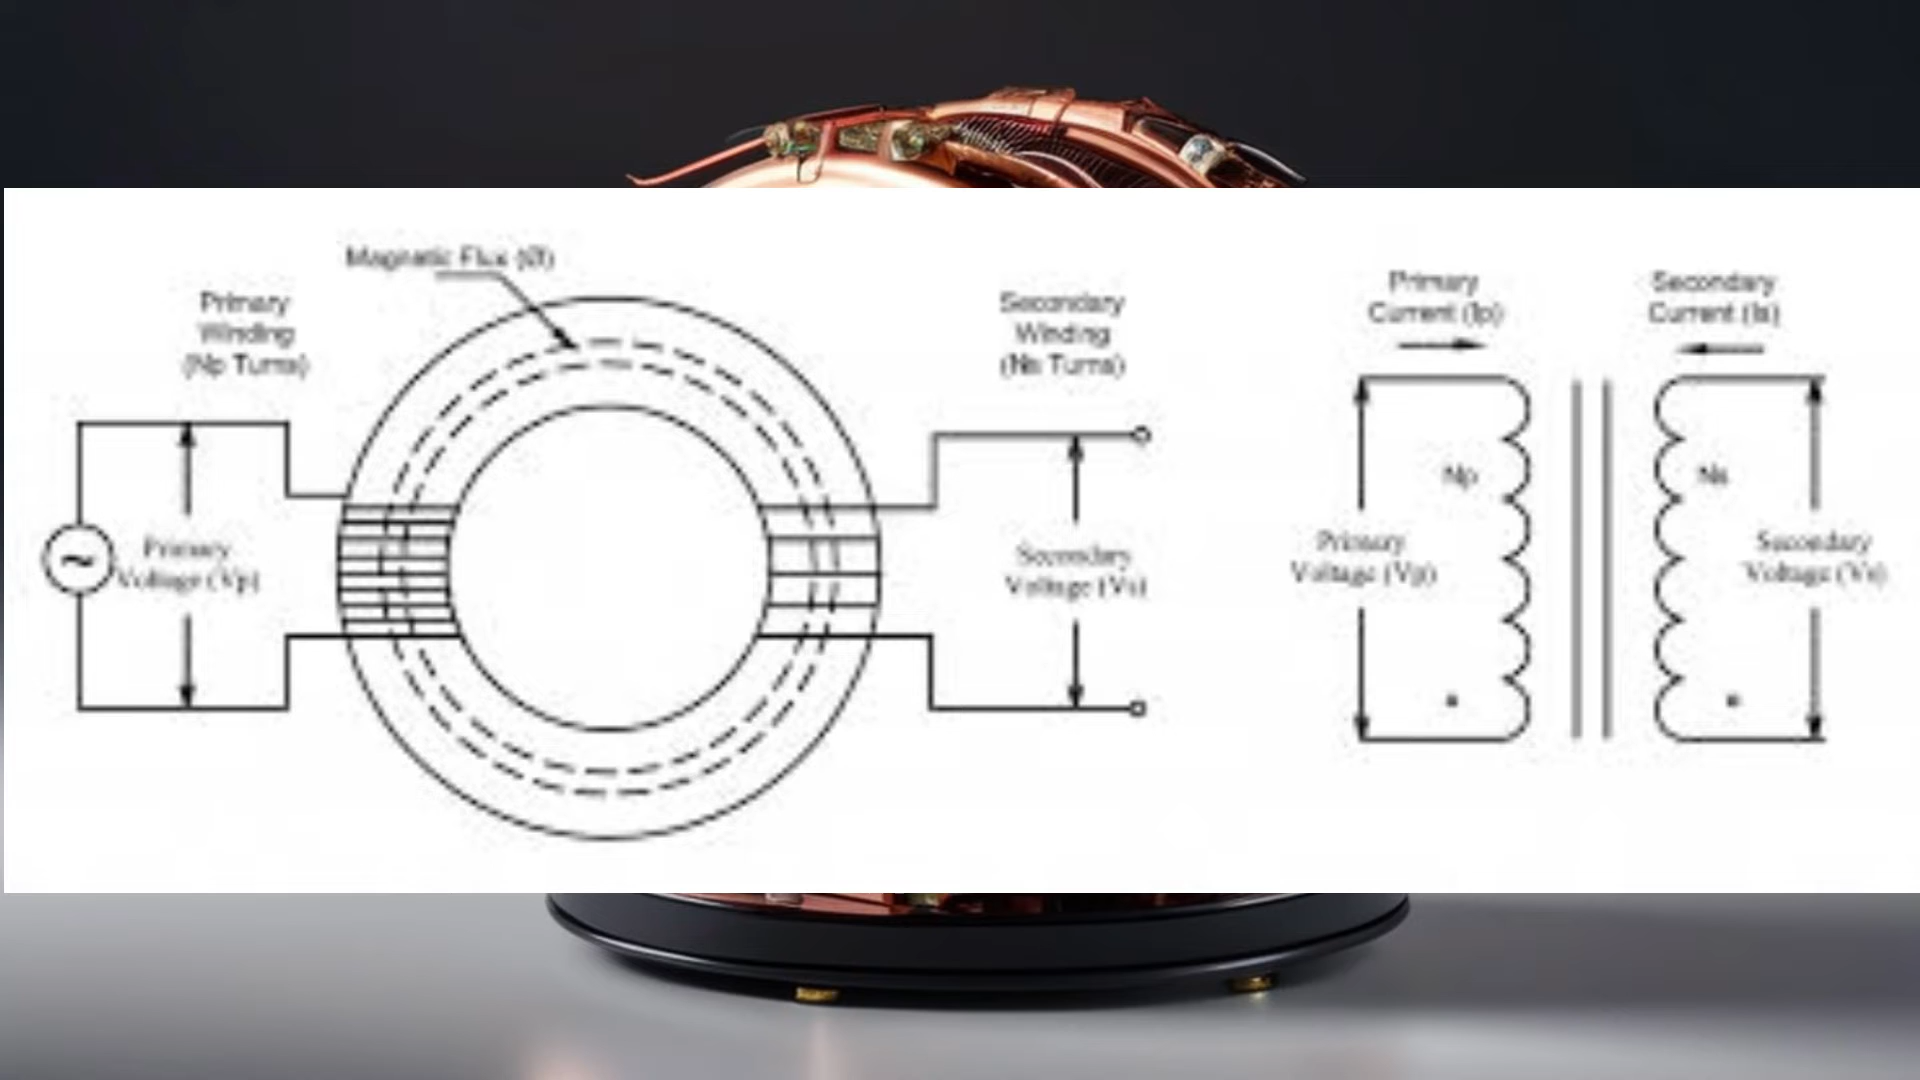 Magnetic Flux (Ø)
Primary
Winding
(Np Turns)
Secondary
Winding
(Ns Turns)
Primary
Voltage (Vp)
Secondary
Voltage (Vs)
Primary
Current (Ip)
Secondary
Current (Is)
Np
Ns
Primary
Voltage (Vp)
Secondary
Voltage (Vs)